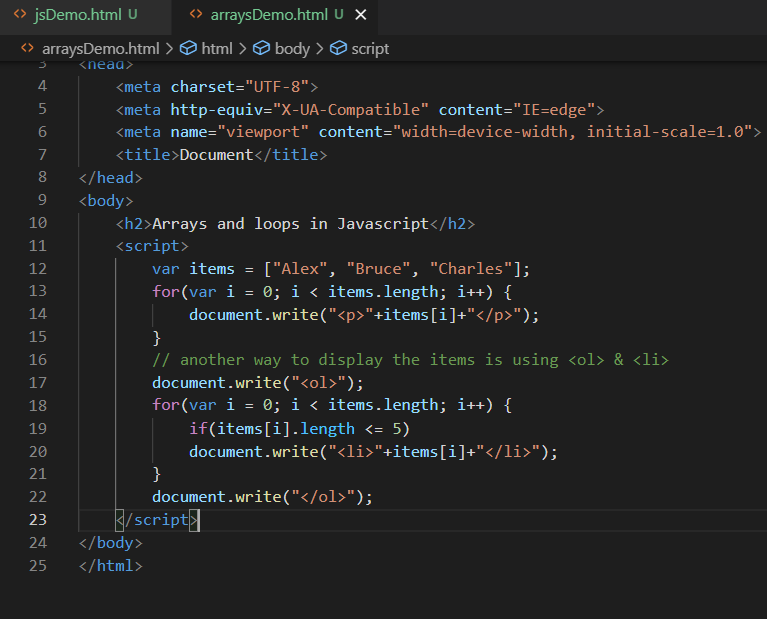 jsDemo.html U
arraysDemo.html U
arraysDemo.html > html > body > script
3 <head>
4     <meta charset="UTF-8">
5     <meta http-equiv="X-UA-Compatible" content="IE=edge">
6     <meta name="viewport" content="width=device-width, initial-scale=1.0">
7     <title>Document</title>
8 </head>
9 <body>
10     <h2>Arrays and loops in Javascript</h2>
11     <script>
12         var items = ["Alex", "Bruce", "Charles"];
13         for(var i = 0; i < items.length; i++) {
14             document.write("<p>"+items[i]+"</p>");
15         }
16         // another way to display the items is using <ol> & <li>
17         document.write("<ol>");
18         for(var i = 0; i < items.length; i++) {
19             if(items[i].length <= 5)
20             document.write("<li>"+items[i]+"</li>");
21         }
22         document.write("</ol>");
23     </script>
24 </body>
25 </html>